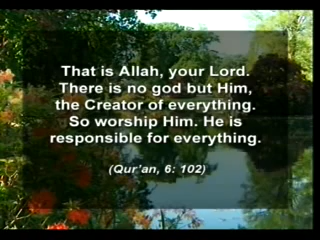 That is Allah, your Lord.
There is no god but Him,
the Creator of everything.
So worship Him. He is
responsible for everything.
(Qur'an, 6: 102)